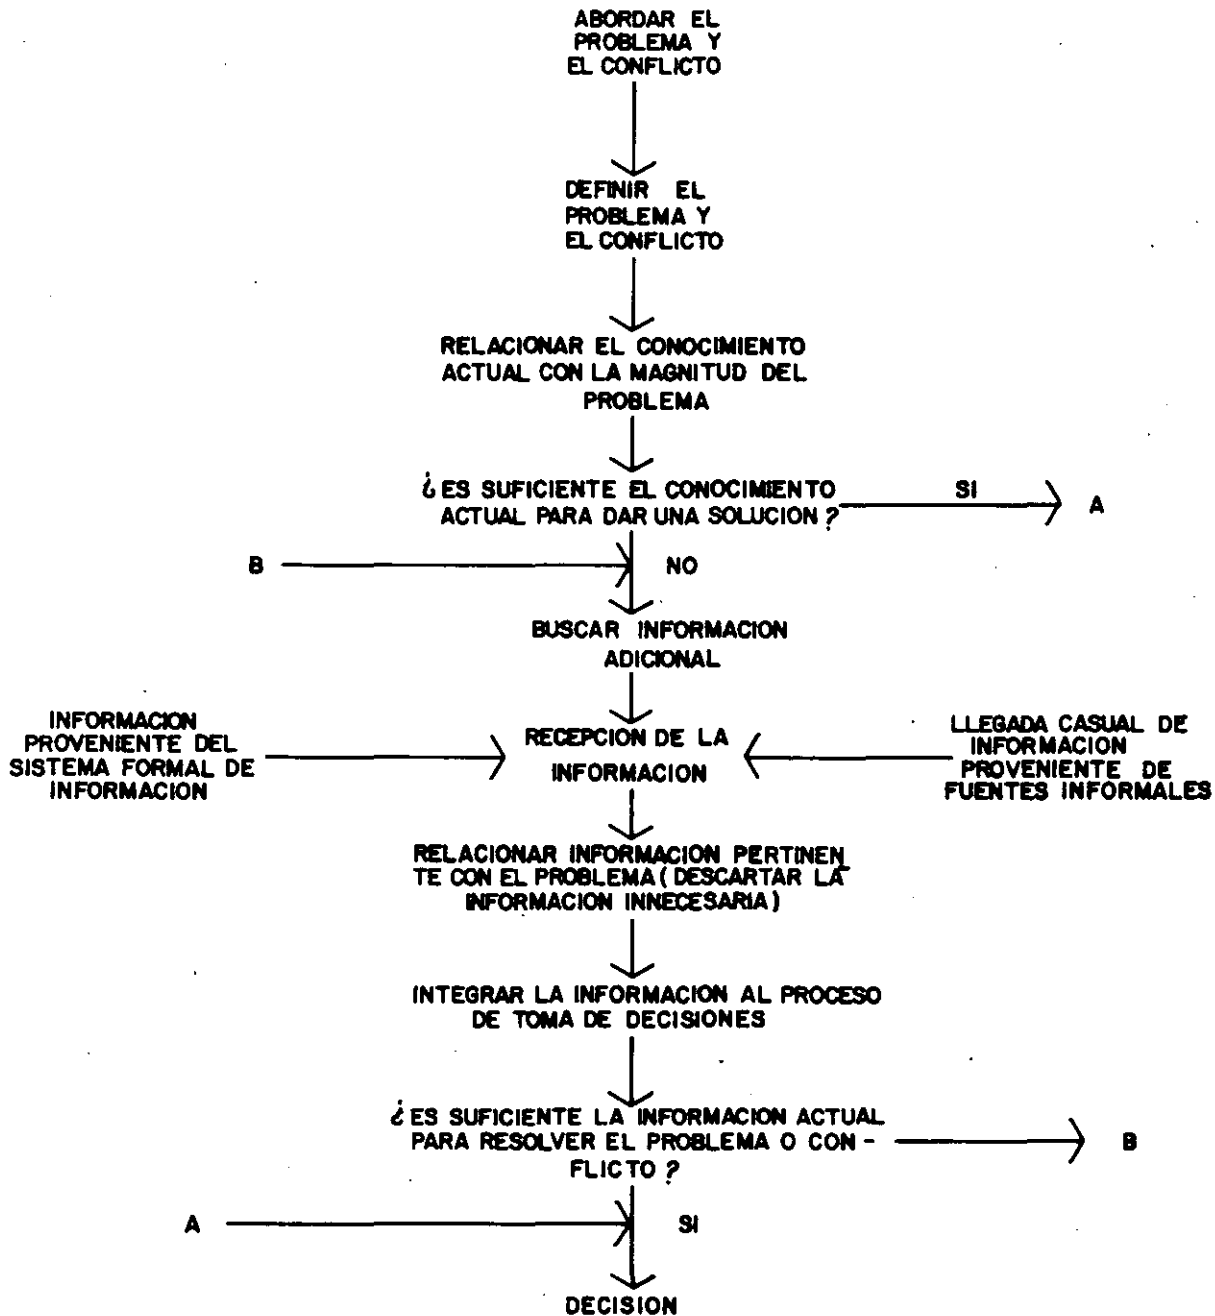 ABORDAR EL
PROBLEMA Y
EL CONFLICTO
DEFINIR EL
PROBLEMA Y
EL CONFLICTO
RELACIONAR EL CONOCIMIENTO
ACTUAL CON LA MAGNITUD DEL
PROBLEMA
¿ES SUFICIENTE EL CONOCIMIENTO
ACTUAL PARA DAR UNA SOLUCION?
SI
A
B
NO
BUSCAR INFORMACION
ADICIONAL
INFORMACION
PROVENIENTE DEL
SISTEMA FORMAL DE
INFORMACION
RECEPCION DE LA
INFORMACION
LLEGADA CASUAL DE
INFORMACION
PROVENIENTE DE
FUENTES INFORMALES
RELACIONAR INFORMACION PERTINEN
TE CON EL PROBLEMA (DESCARTAR LA
INFORMACION INNECESARIA)
INTEGRAR LA INFORMACION AL PROCESO
DE TOMA DE DECISIONES
¿ES SUFICIENTE LA INFORMACION ACTUAL
PARA RESOLVER EL PROBLEMA O CON-
FLICTO?
B
A
SI
DECISION